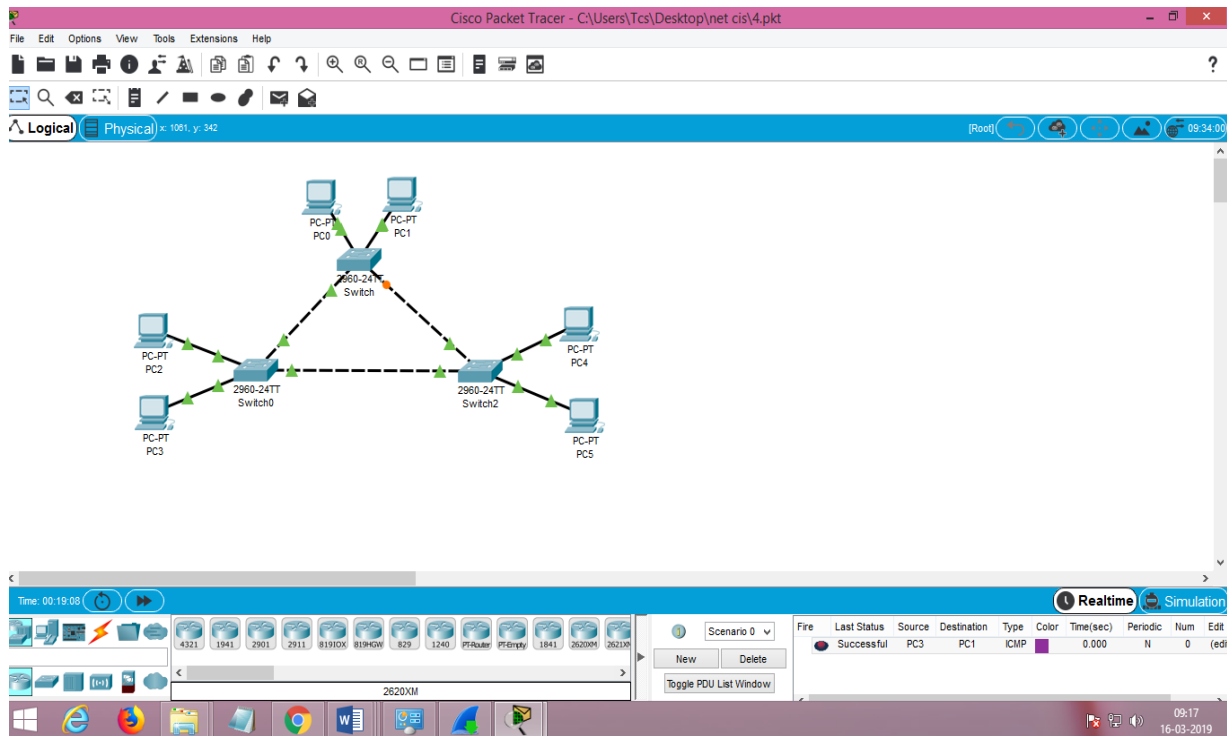 Cisco Packet Tracer - C:\Users\Tcs\Desktop\net cis\4.pkt
File Edit Options View Tools Extensions Help
Logical Physical x: 1061, y: 342 [Root] 09:34:00
PC-PT
PC0
PC-PT
PC1
2960-24TT
Switch
PC-PT
PC2
2960-24TT
Switch0
PC-PT
PC3
PC-PT
PC4
2960-24TT
Switch2
PC-PT
PC5
Time: 00:19:08 Realtime Simulation
4321 1941 2901 2911 819IOX 819HGW 829 1240 PT-Router PT-Empty 1841 2620XM 2621XM
2620XM
Scenario 0
New Delete
Toggle PDU List Window
Fire Last Status Source Destination Type Color Time(sec) Periodic Num Edit
Successful PC3 PC1 ICMP 0.000 N 0 (edi
09:17
16-03-2019